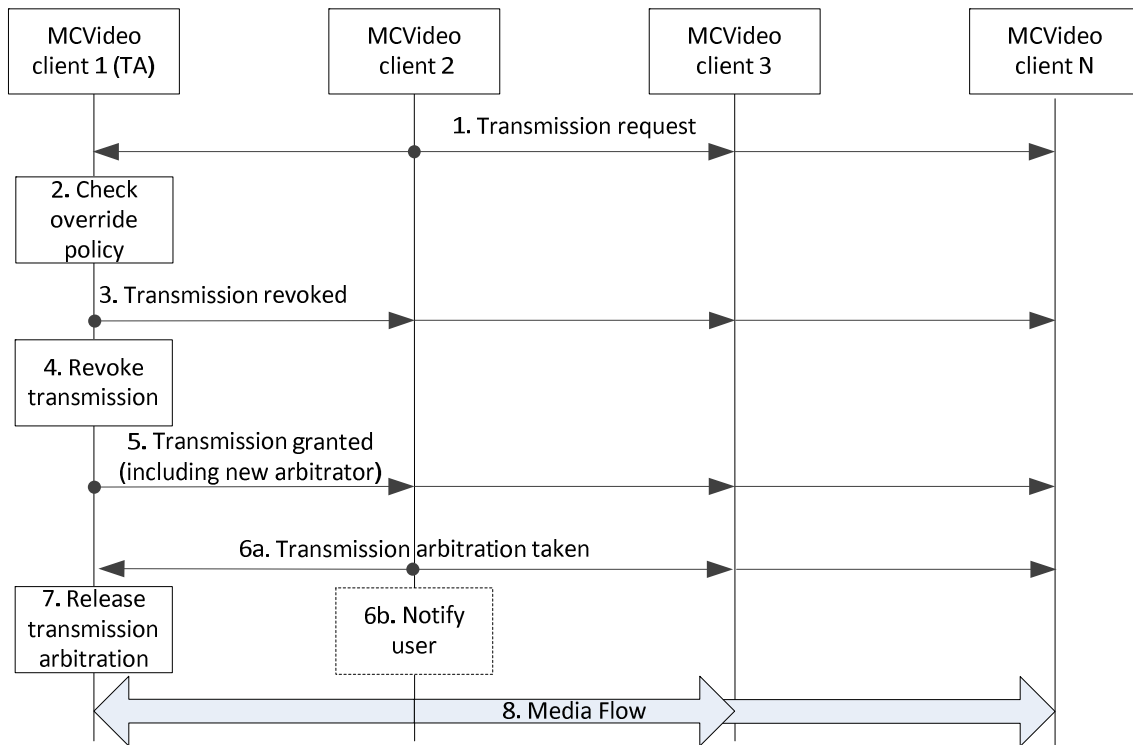 MCVideo
client 1 (TA)
MCVideo
client 2
MCVideo
client 3
MCVideo
client N
1. Transmission request
2. Check
override
policy
3. Transmission revoked
4. Revoke
transmission
5. Transmission granted
(including new arbitrator)
6a. Transmission arbitration taken
7. Release
transmission
arbitration
6b. Notify
user
8. Media Flow